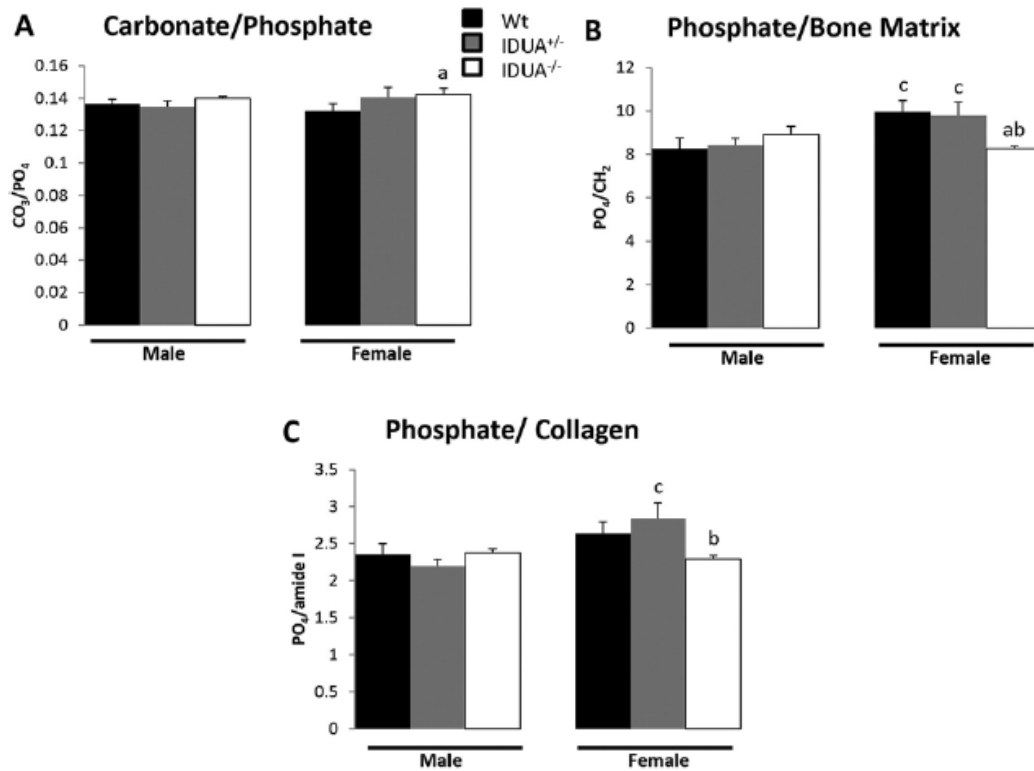 A Carbonate/Phosphate
Wt
IDUA+/-
IDUA-/-
0.16
0.14
0.12
0.1
0.08
0.06
0.04
0.02
0
CO₃/PO₄
a
Male
Female
B Phosphate/Bone Matrix
12
10
8
6
4
2
0
PO₄/CH₂
c
c
ab
Male
Female
C Phosphate/ Collagen
3.5
3
2.5
2
1.5
1
0.5
0
PO₄/amide I
c
b
Male
Female